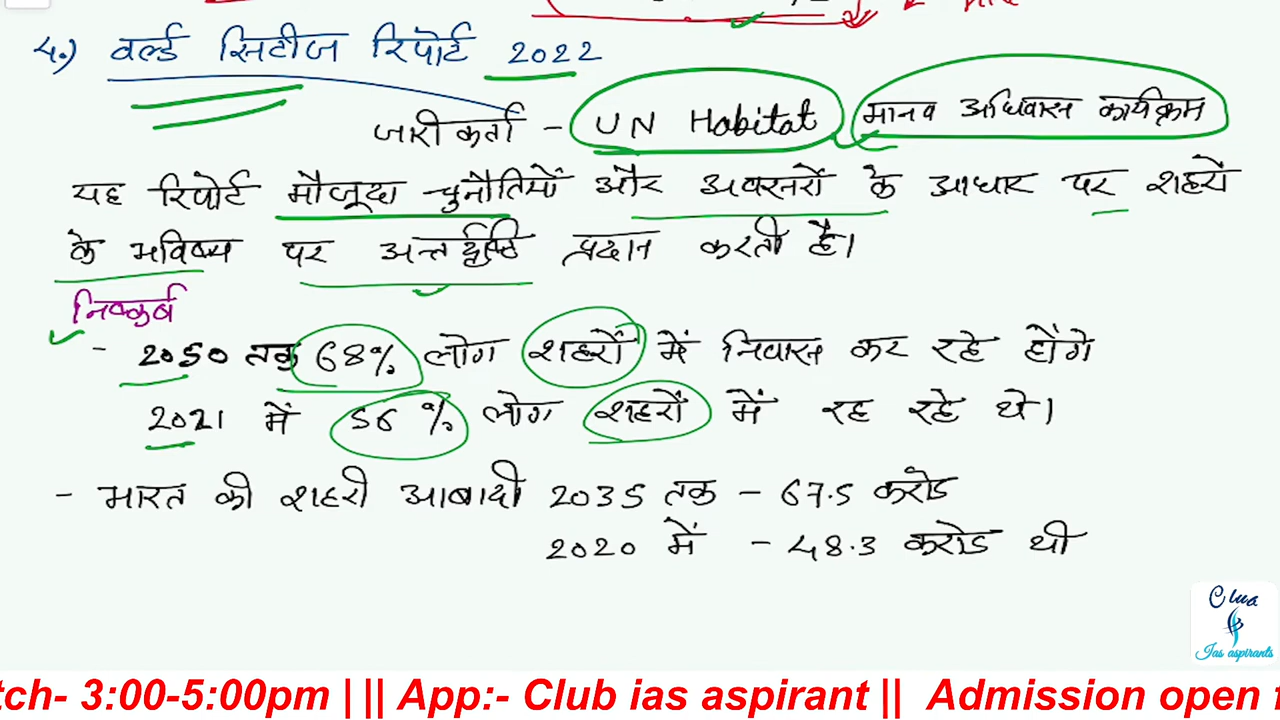 4.) वर्ल्ड सिटीज रिपोर्ट 2022
जारीकर्ता - UN Habitat मानव अधिवास कार्यक्रम
यह रिपोर्ट मौजूदा चुनौतियों और अवसरों के आधार पर शहरों
के भविष्य पर अन्तर्दृष्टि प्रदान करती है।
निष्कर्ष
- 2050 तक 68% लोग शहरों में निवास कर रहे होंगे
2021 में 56% लोग शहरों में रह रहे थे।
- भारत की शहरी आबादी 2035 तक - 67.5 करोड
2020 में - 48.3 करोड थी
Club
Ias aspirants
tch- 3:00-5:00pm | || App:- Club ias aspirant || Admission open f